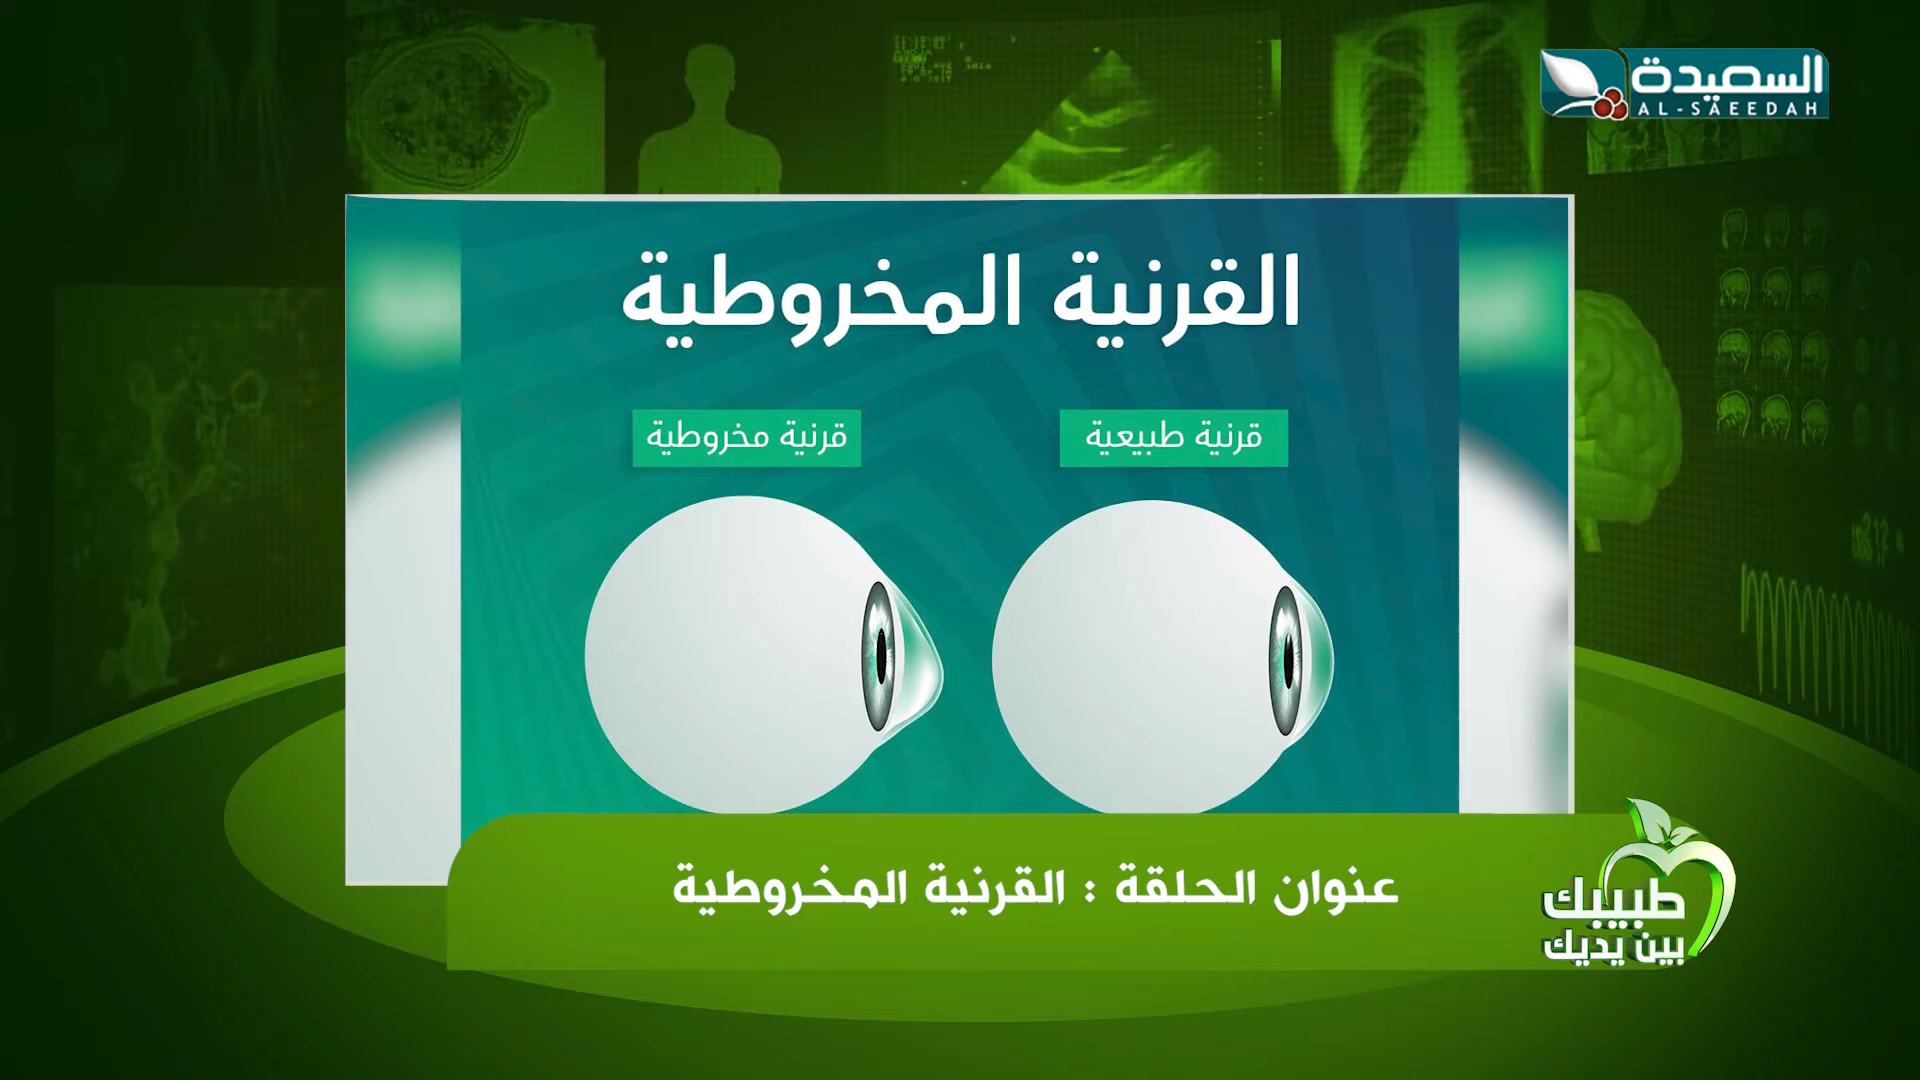 السعيدة
AL-SAEEDAH
القرنية المخروطية
قرنية طبيعية
قرنية مخروطية
عنوان الحلقة : القرنية المخروطية
طبيبك
بين يديك